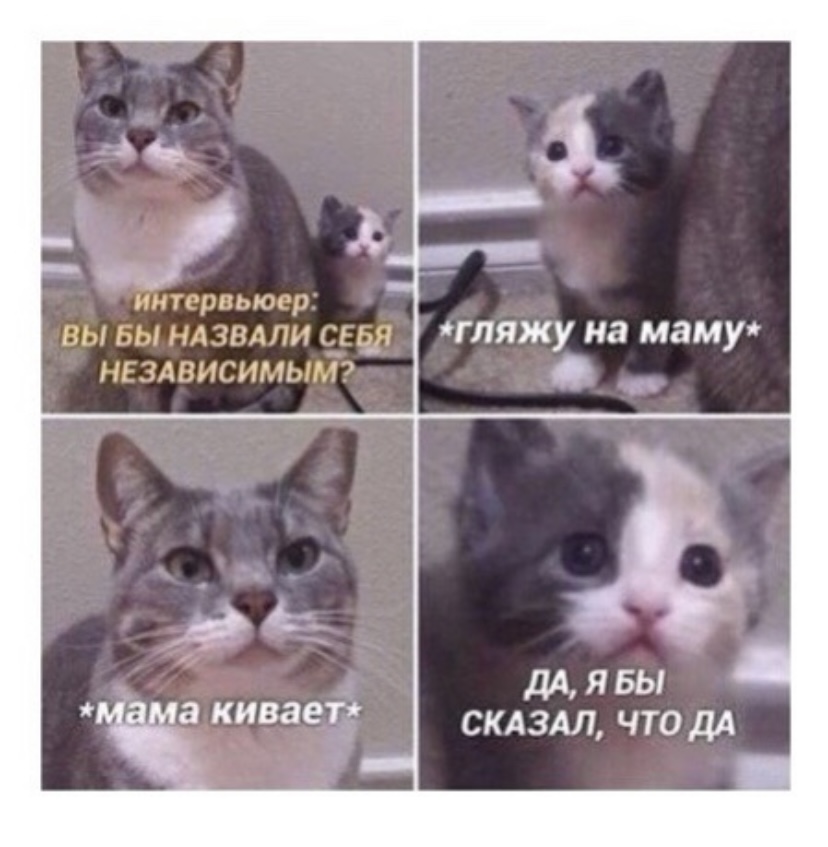 интервьюер:
ВЫ БЫ НАЗВАЛИ СЕБЯ
НЕЗАВИСИМЫМ?
*гляжу на маму*
*мама кивает*
ДА, Я БЫ
СКАЗАЛ, ЧТО ДА